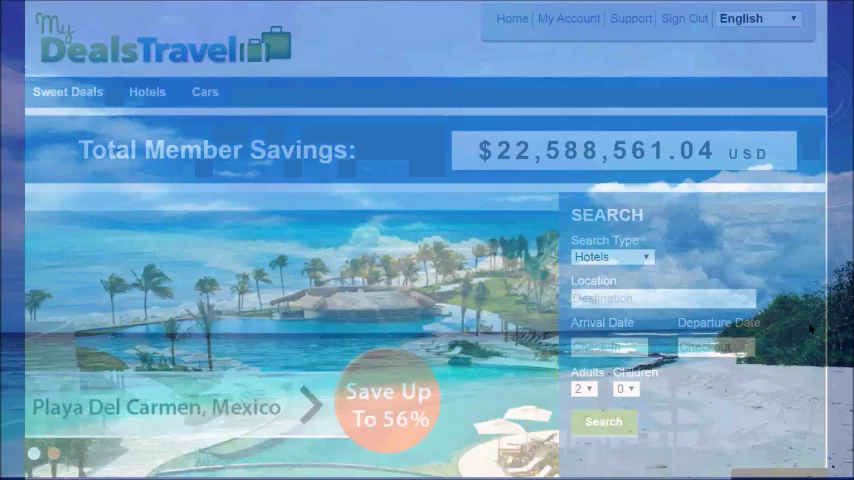 Home My Account Support Sign Out English
My
DealsTravel
Sweet Deals Hotels Cars
Total Member Savings: $22,588,561.04 USD
SEARCH
Search Type
Hotels
Location
Destination
Arrival Date Departure Date
Check-In Check-out
Adults Children
2 0
Search
Playa Del Carmen, Mexico
Save Up
To 56%